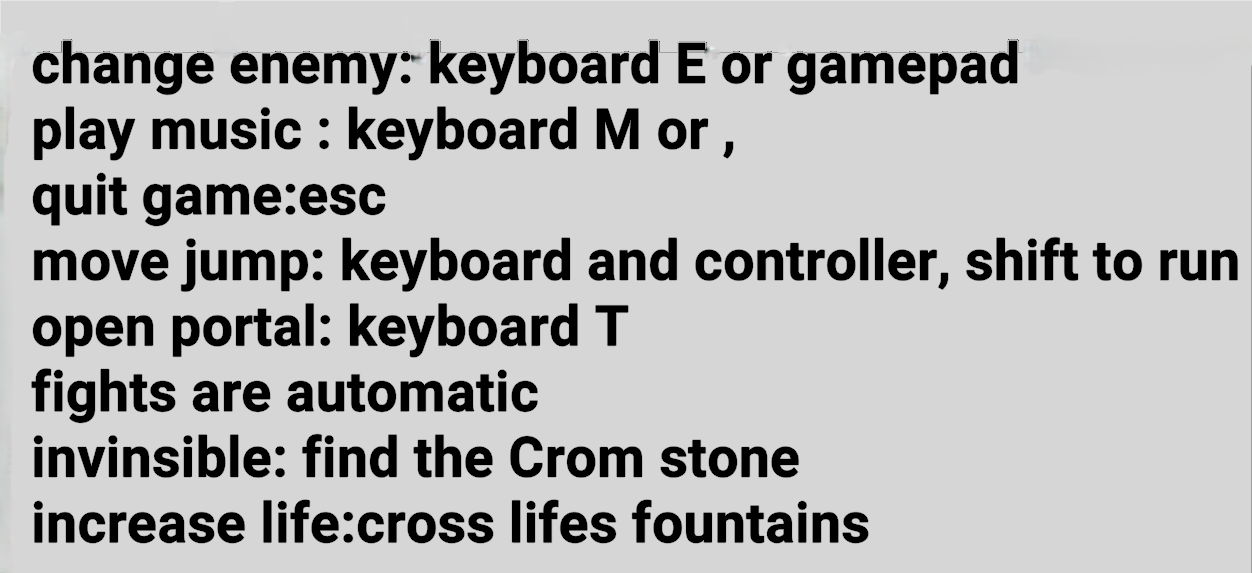 change enemy: keyboard E or gamepad
play music : keyboard M or ,
quit game:esc
move jump: keyboard and controller, shift to run
open portal: keyboard T
fights are automatic
invinsible: find the Crom stone
increase life:cross lifes fountains